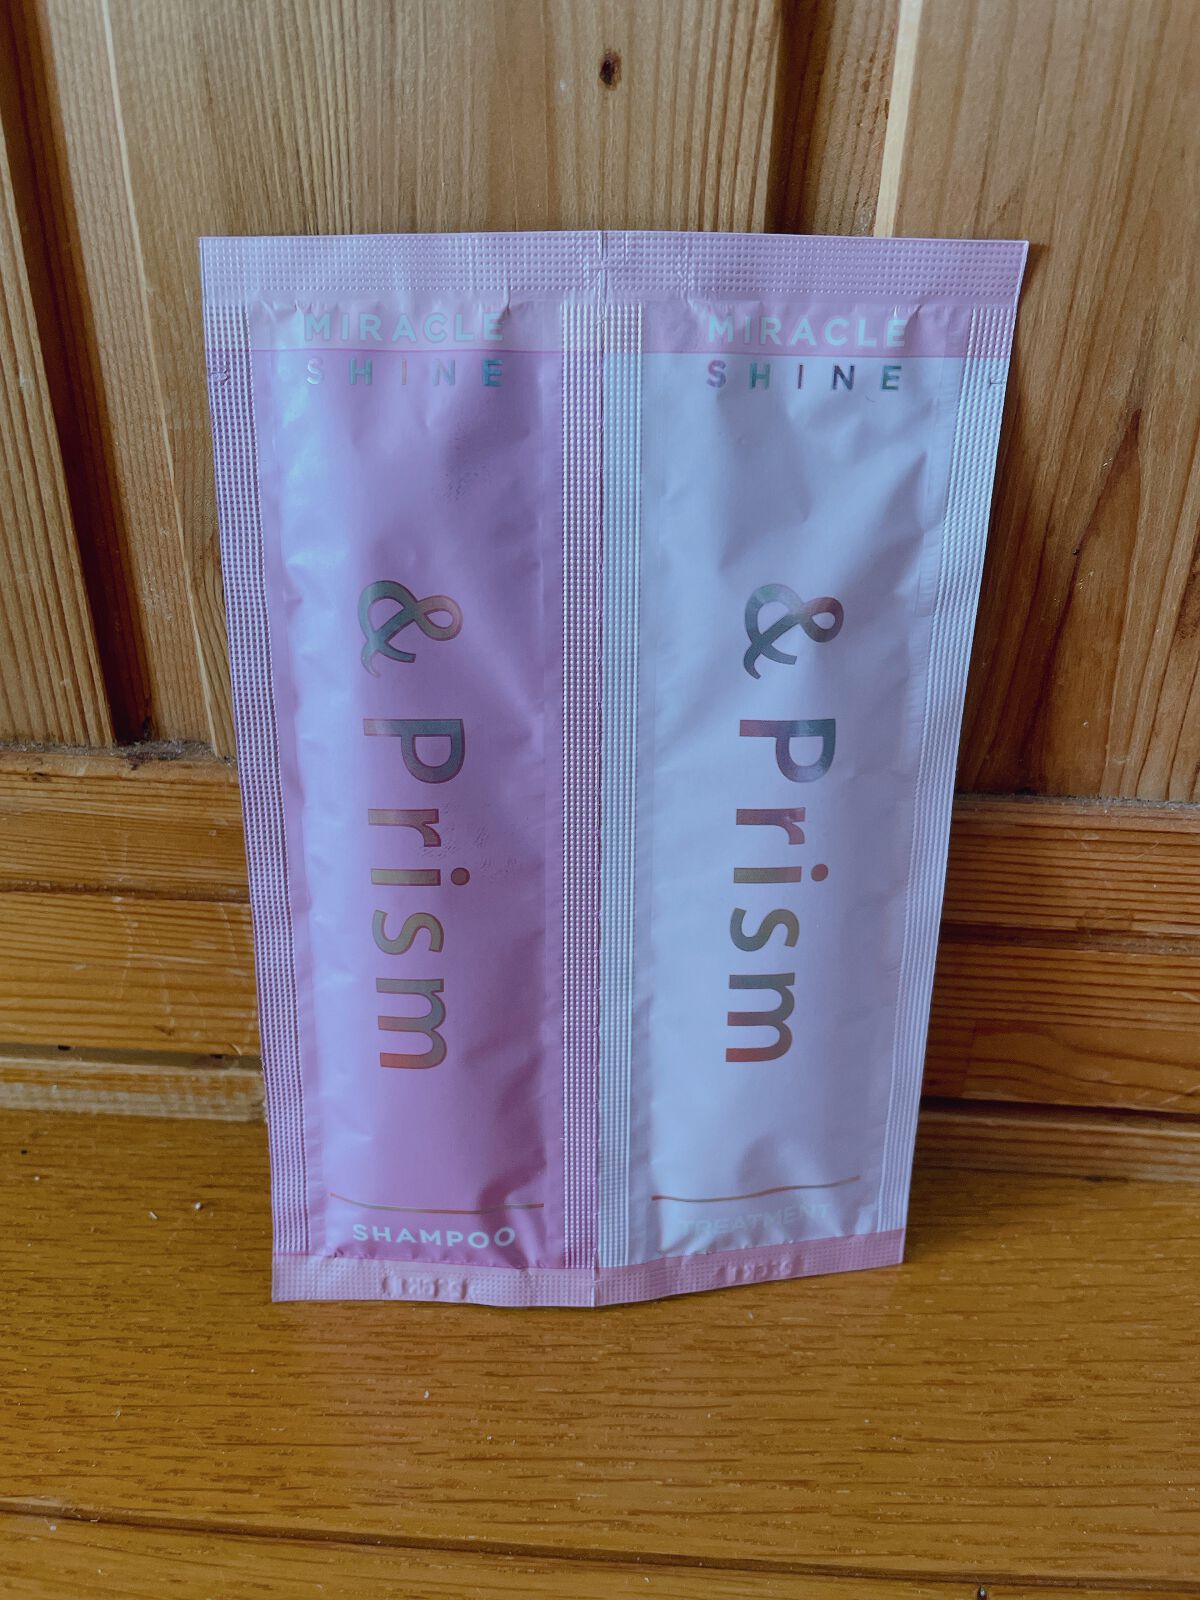 MIRACLE
SHINE
& Prism
SHAMPOO
MIRACLE
SHINE
& Prism
TREATMENT